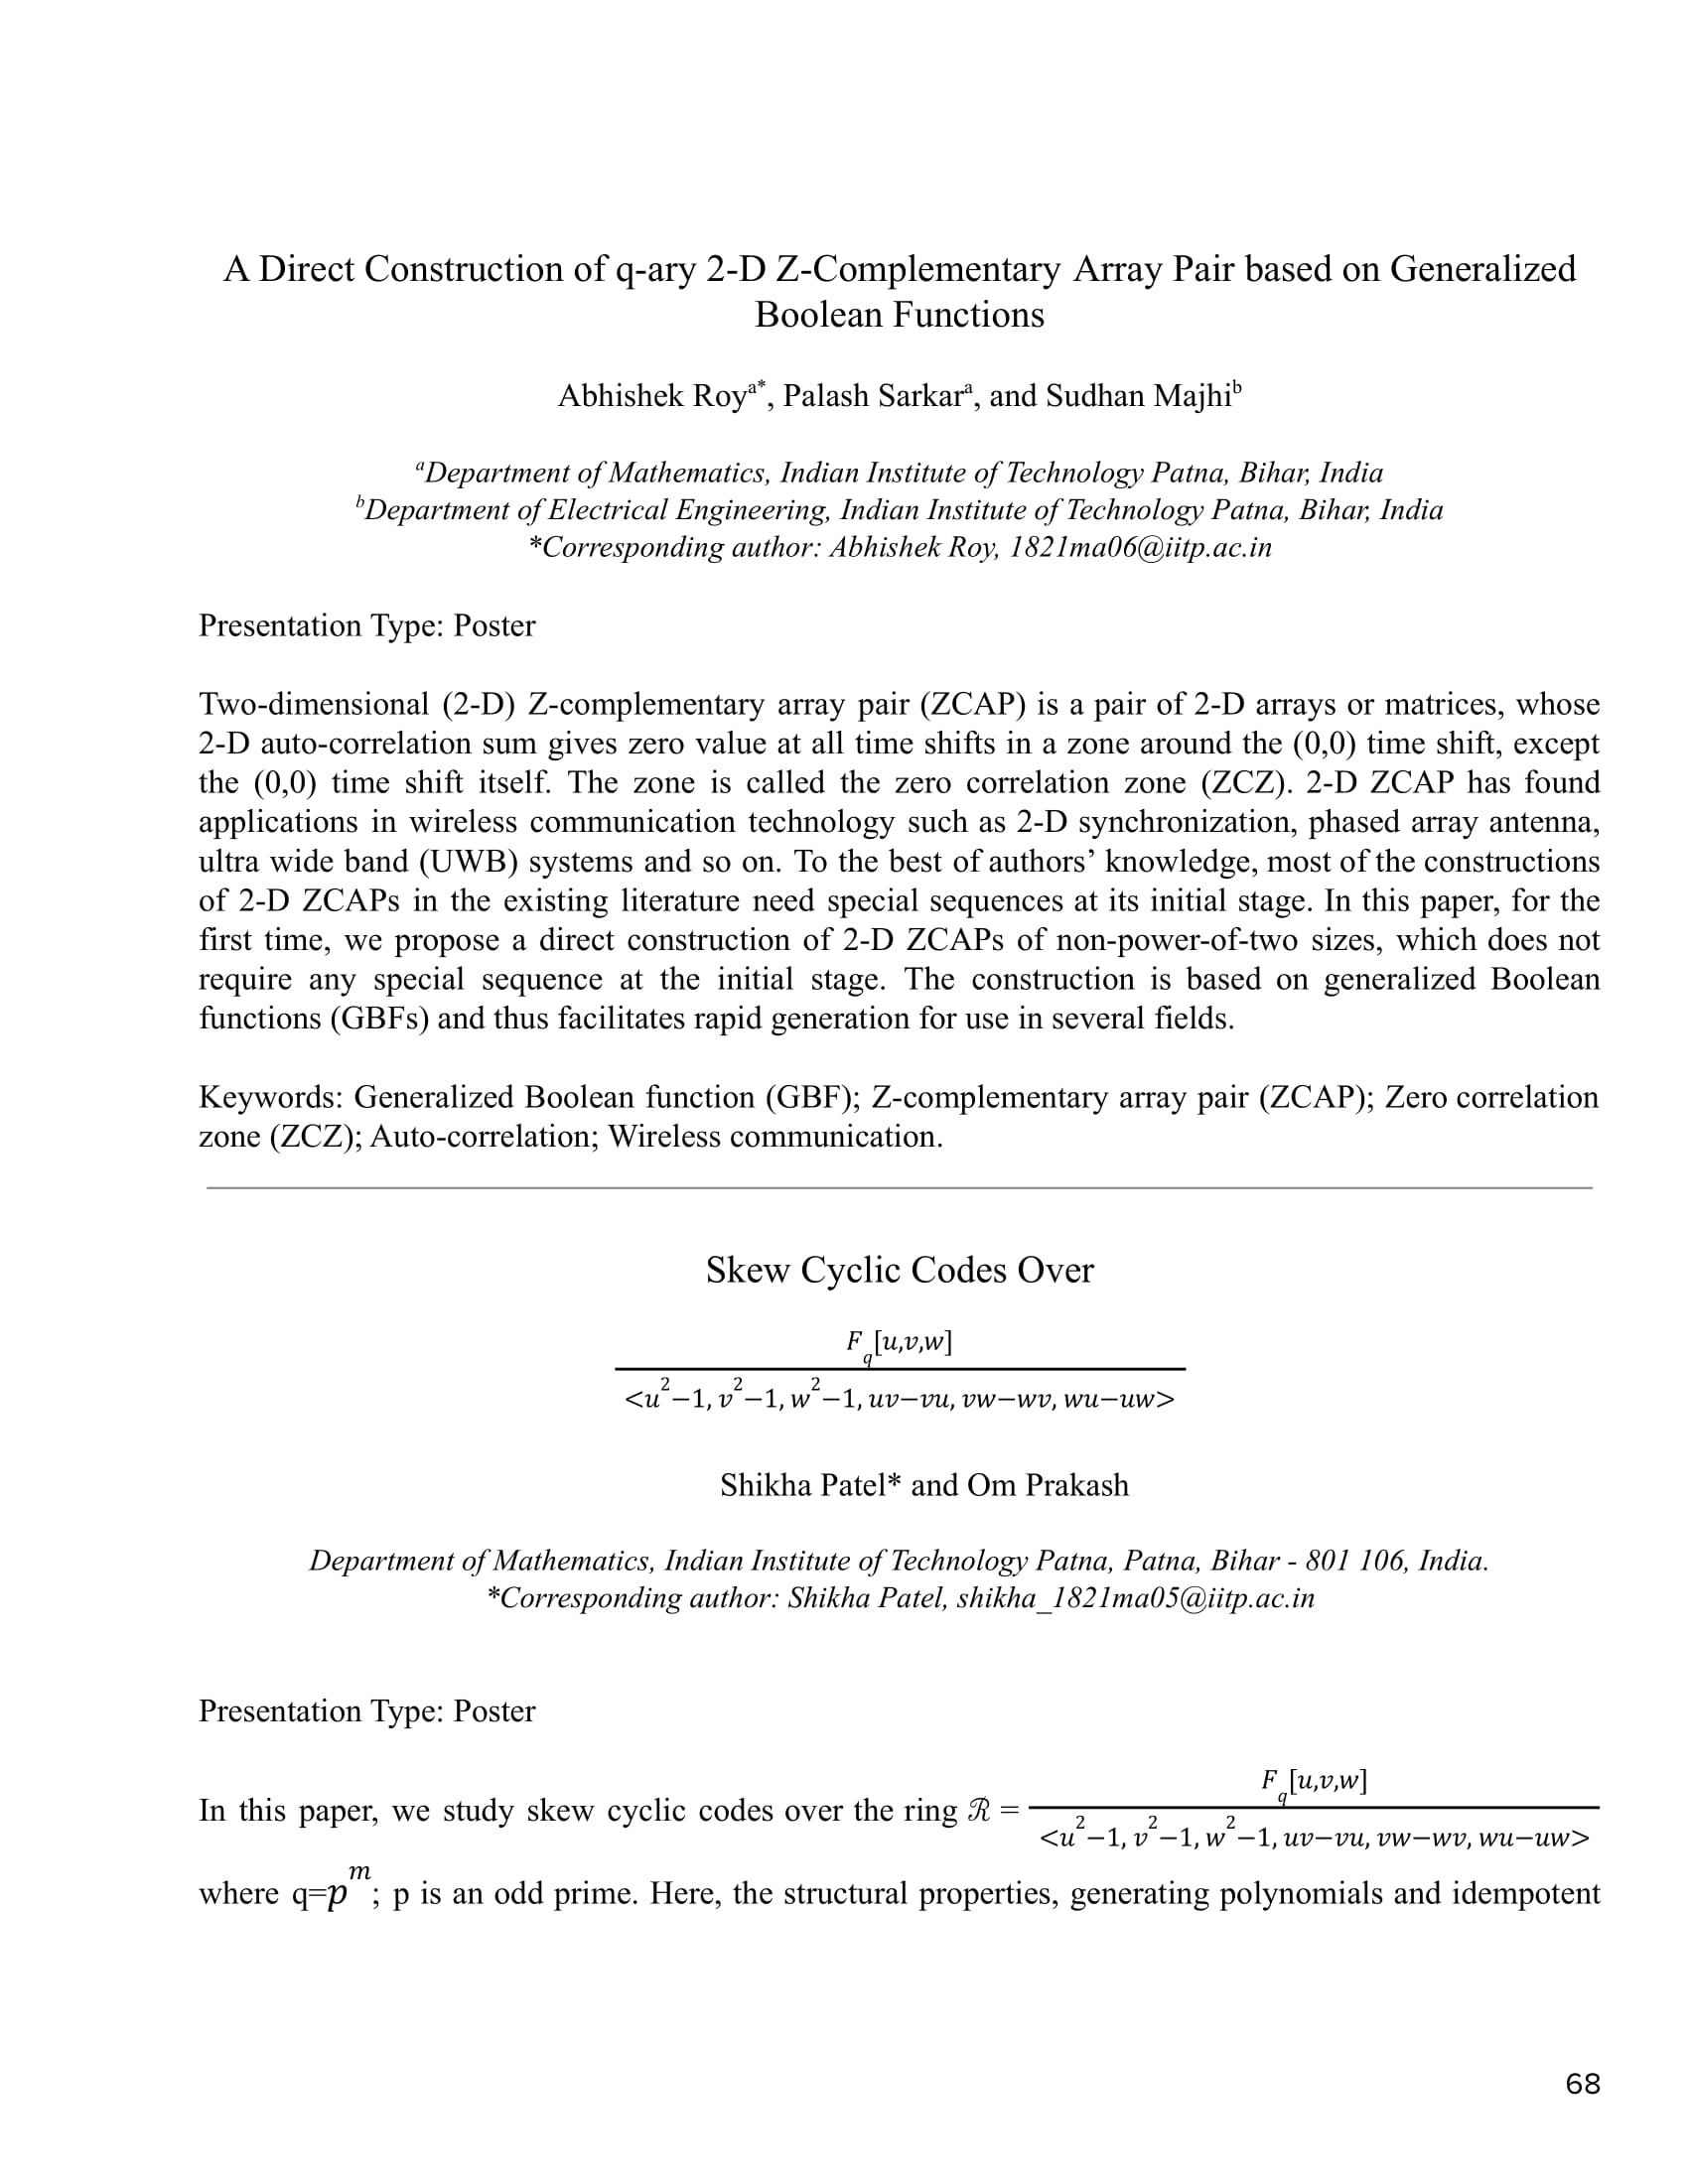 A Direct Construction of q-ary 2-D Z-Complementary Array Pair based on Generalized
Boolean Functions
Abhishek Royᵃ*, Palash Sarkarᵃ, and Sudhan Majhiᵇ
ᵃDepartment of Mathematics, Indian Institute of Technology Patna, Bihar, India
ᵇDepartment of Electrical Engineering, Indian Institute of Technology Patna, Bihar, India
*Corresponding author: Abhishek Roy, 1821ma06@iitp.ac.in
Presentation Type: Poster
Two-dimensional (2-D) Z-complementary array pair (ZCAP) is a pair of 2-D arrays or matrices, whose
2-D auto-correlation sum gives zero value at all time shifts in a zone around the (0,0) time shift, except
the (0,0) time shift itself. The zone is called the zero correlation zone (ZCZ). 2-D ZCAP has found
applications in wireless communication technology such as 2-D synchronization, phased array antenna,
ultra wide band (UWB) systems and so on. To the best of authors’ knowledge, most of the constructions
of 2-D ZCAPs in the existing literature need special sequences at its initial stage. In this paper, for the
first time, we propose a direct construction of 2-D ZCAPs of non-power-of-two sizes, which does not
require any special sequence at the initial stage. The construction is based on generalized Boolean
functions (GBFs) and thus facilitates rapid generation for use in several fields.
Keywords: Generalized Boolean function (GBF); Z-complementary array pair (ZCAP); Zero correlation
zone (ZCZ); Auto-correlation; Wireless communication.
Skew Cyclic Codes Over
F_q[u,v,w]
<u²−1, v²−1, w²−1, uv−vu, vw−wv, wu−uw>
Shikha Patel* and Om Prakash
Department of Mathematics, Indian Institute of Technology Patna, Patna, Bihar - 801 106, India.
*Corresponding author: Shikha Patel, shikha_1821ma05@iitp.ac.in
Presentation Type: Poster
In this paper, we study skew cyclic codes over the ring ℛ = F_q[u,v,w]
<u²−1, v²−1, w²−1, uv−vu, vw−wv, wu−uw>
where q=pᵐ; p is an odd prime. Here, the structural properties, generating polynomials and idempotent
68